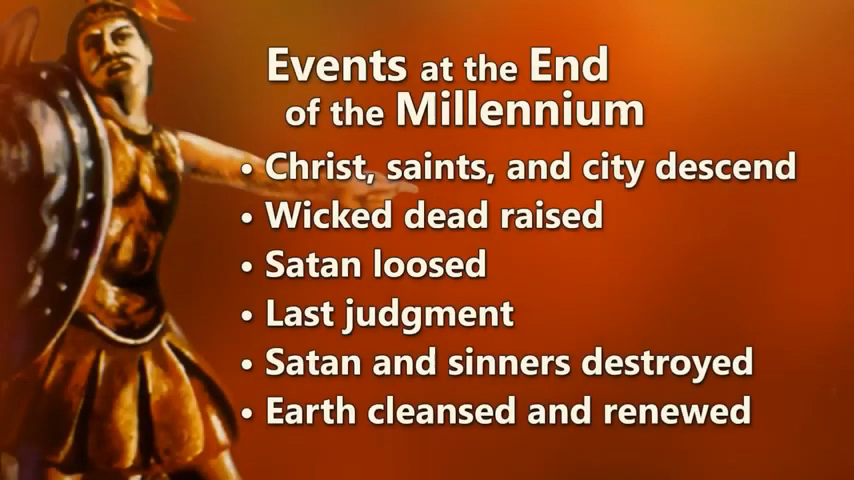 Events at the End
of the Millennium
• Christ, saints, and city descend
• Wicked dead raised
• Satan loosed
• Last judgment
• Satan and sinners destroyed
• Earth cleansed and renewed